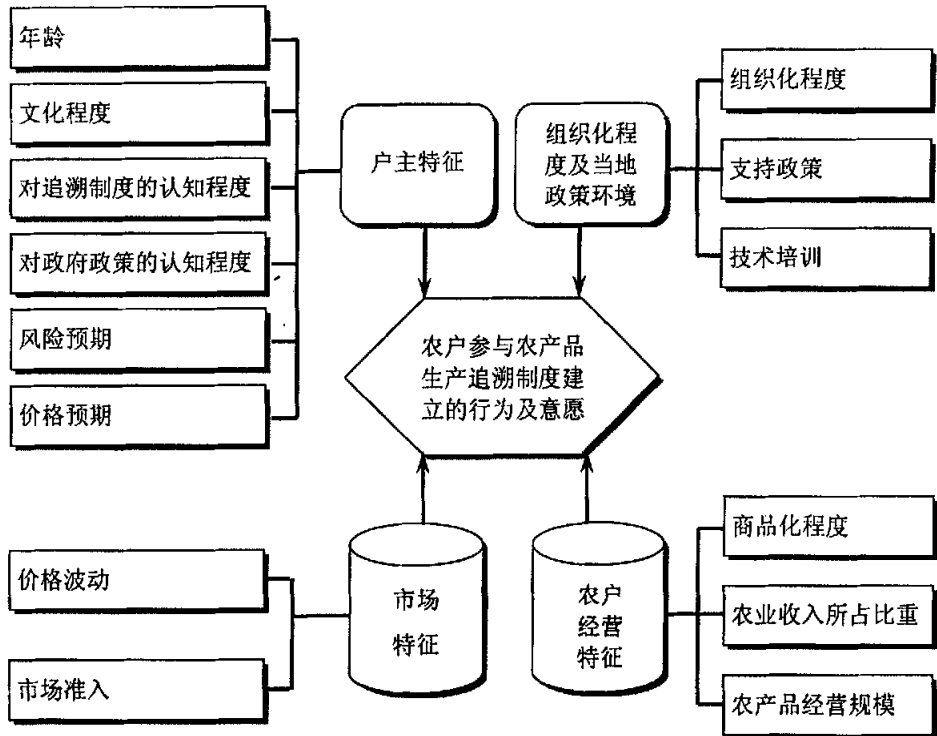 年龄
文化程度
对追溯制度的认知程度
对政府政策的认知程度
风险预期
价格预期
户主特征
组织化程
度及当地
政策环境
组织化程度
支持政策
技术培训
农户参与农产品
生产追溯制度建
立的行为及意愿
价格波动
市场准入
市场
特征
农户
经营
特征
商品化程度
农业收入所占比重
农产品经营规模